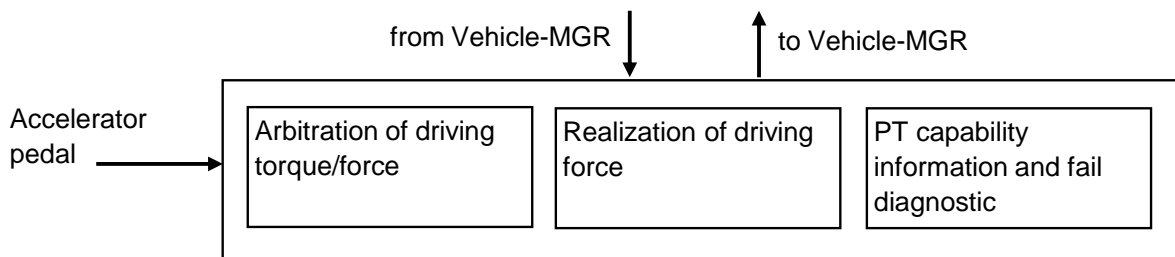 from Vehicle-MGR
to Vehicle-MGR
Accelerator
pedal
Arbitration of driving
torque/force
Realization of driving
force
PT capability
information and fail
diagnostic